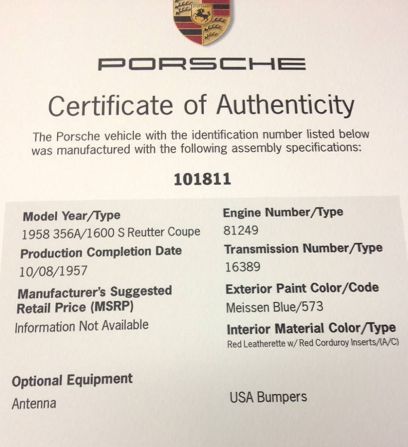 PORSCHE
Certificate of Authenticity
The Porsche vehicle with the identification number listed below
was manufactured with the following assembly specifications:
101811
Model Year/Type
1958 356A/1600 S Reutter Coupe
Production Completion Date
10/08/1957
Manufacturer's Suggested
Retail Price (MSRP)
Information Not Available
Engine Number/Type
81249
Transmission Number/Type
16389
Exterior Paint Color/Code
Meissen Blue/573
Interior Material Color/Type
Red Leatherette w/ Red Corduroy Inserts/(A/C)
Optional Equipment
Antenna
USA Bumpers